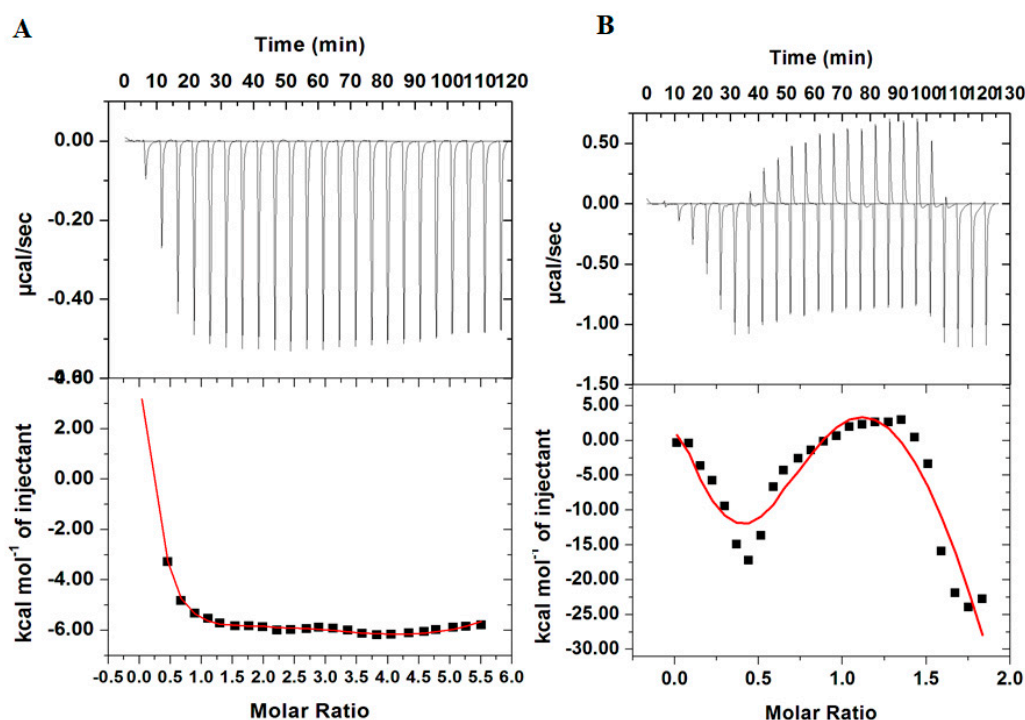 A
Time (min)
0 10 20 30 40 50 60 70 80 90 100 110 120
0.00
-0.20
-0.40
-0.60
µcal/sec
2.00
0.00
-2.00
-4.00
-6.00
kcal mol⁻¹ of injectant
-0.5 0.0 0.5 1.0 1.5 2.0 2.5 3.0 3.5 4.0 4.5 5.0 5.5 6.0
Molar Ratio
B
Time (min)
0 10 20 30 40 50 60 70 80 90 100 110 120 130
0.50
0.00
-0.50
-1.00
-1.50
µcal/sec
5.00
0.00
-5.00
-10.00
-15.00
-20.00
-25.00
-30.00
kcal mol⁻¹ of injectant
0.0 0.5 1.0 1.5 2.0
Molar Ratio